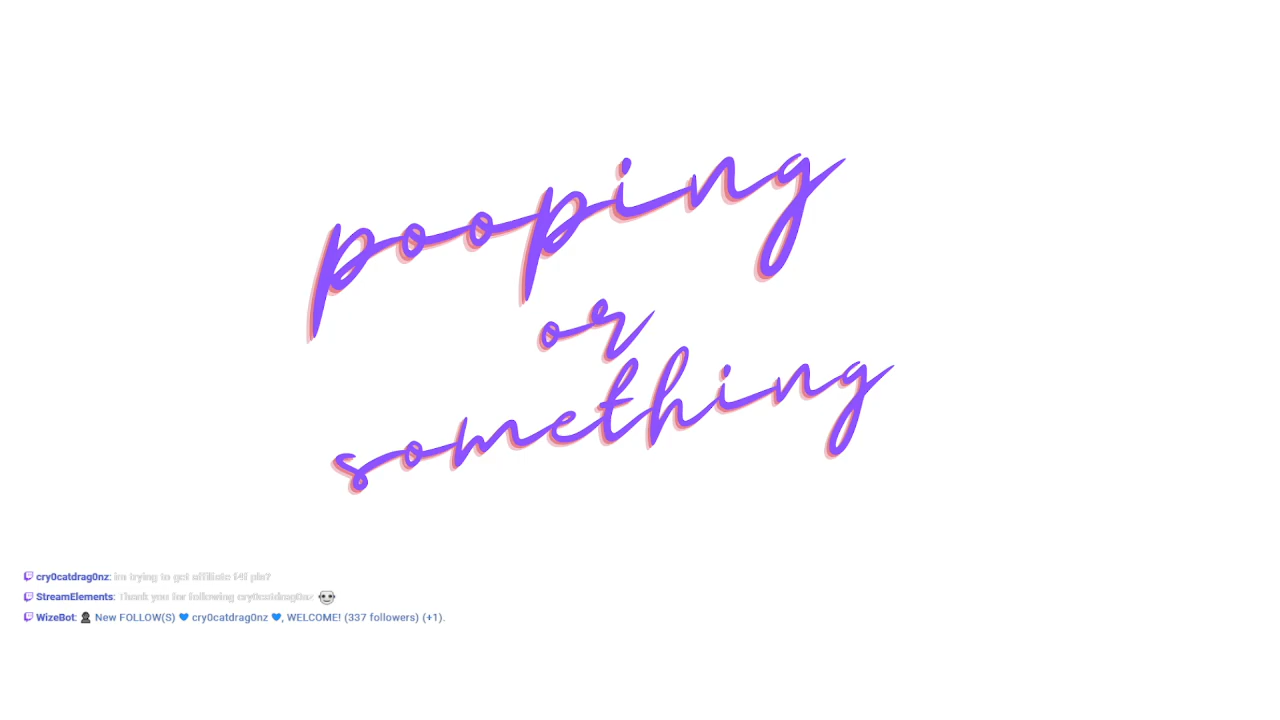 pooping
or
something
cry0catdrag0nz: im trying to get affiliate f4f plz?
StreamElements: Thank you for following cry0catdrag0nz
WizeBot: New FOLLOW(S) cry0catdrag0nz , WELCOME! (337 followers) (+1).